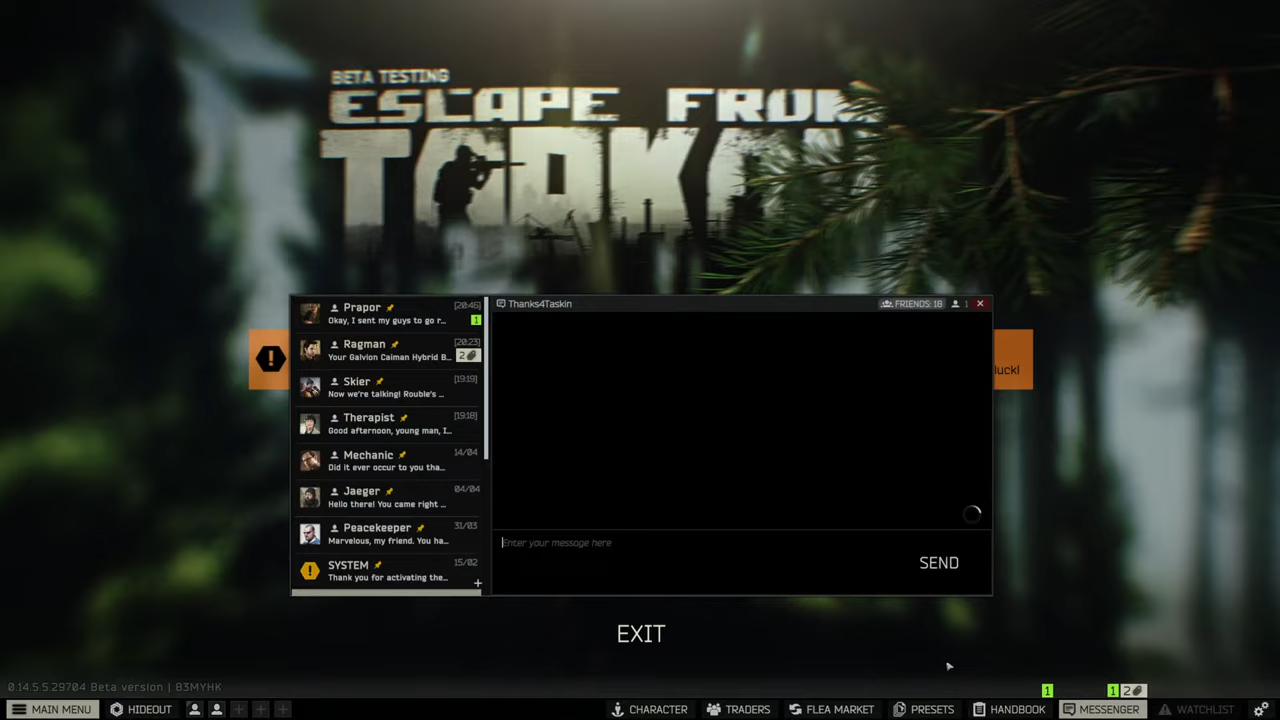 BETA TESTING
ESCAPE FROM
Thanks4Taskin
FRIENDS: 18
1
Prapor
[20:46]
Okay, I sent my guys to go r...
1
Ragman
[20:23]
Your Galvion Caiman Hybrid B...
2
Skier
[19:19]
Now we're talking! Rouble's ...
Therapist
[19:18]
Good afternoon, young man, I...
Mechanic
14/04
Did it ever occur to you tha...
Jaeger
04/04
Hello there! You came right ...
Peacekeeper
31/03
Marvelous, my friend. You ha...
SYSTEM
15/02
Thank you for activating the...
+
luck!
Enter your message here
SEND
EXIT
0.14.5.5.29704 Beta version | 83MYHK
1
1
2
MAIN MENU
HIDEOUT
CHARACTER
TRADERS
FLEA MARKET
PRESETS
HANDBOOK
MESSENGER
WATCHLIST